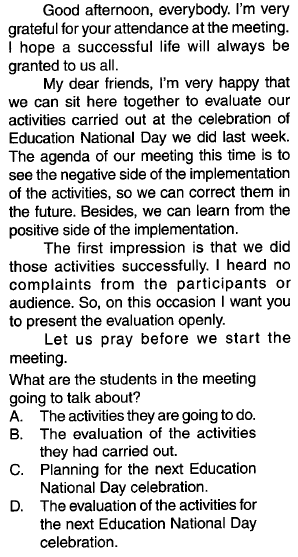 Good afternoon, everybody. I'm very
grateful for your attendance at the meeting.
I hope a successful life will always be
granted to us all.
My dear friends, I'm very happy that
we can sit here together to evaluate our
activities carried out at the celebration of
Education National Day we did last week.
The agenda of our meeting this time is to
see the negative side of the implementation
of the activities, so we can correct them in
the future. Besides, we can learn from the
positive side of the implementation.
The first impression is that we did
those activities successfully. I heard no
complaints from the participants or
audience. So, on this occasion I want you
to present the evaluation openly.
Let us pray before we start the
meeting.
What are the students in the meeting
going to talk about?
A. The activities they are going to do.
B. The evaluation of the activities
they had carried out.
C. Planning for the next Education
National Day celebration.
D. The evaluation of the activities for
the next Education National Day
celebration.